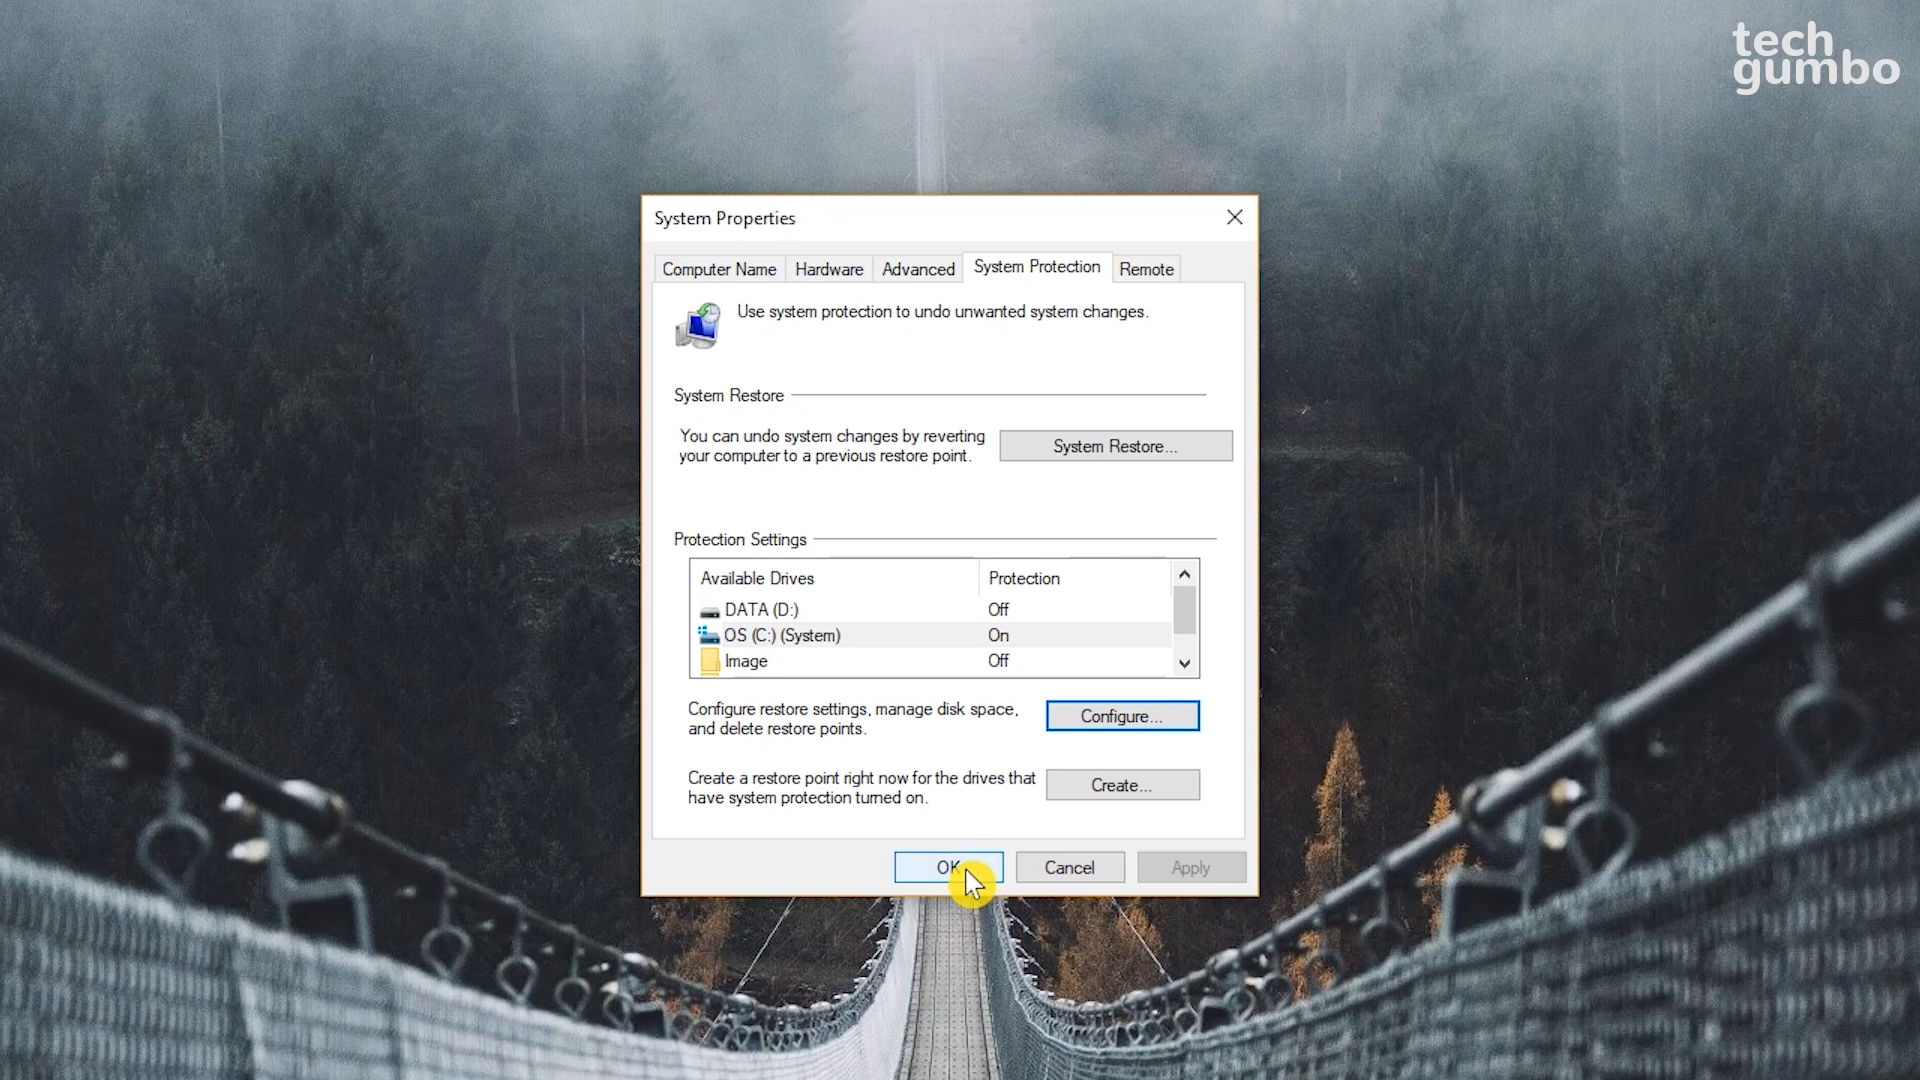 tech
gumbo
System Properties
Computer Name Hardware Advanced System Protection Remote
Use system protection to undo unwanted system changes.
System Restore
You can undo system changes by reverting
your computer to a previous restore point.
System Restore...
Protection Settings
Available Drives Protection
DATA (D:) Off
OS (C:) (System) On
Image Off
Configure restore settings, manage disk space,
and delete restore points.
Configure...
Create a restore point right now for the drives that
have system protection turned on.
Create...
OK Cancel Apply